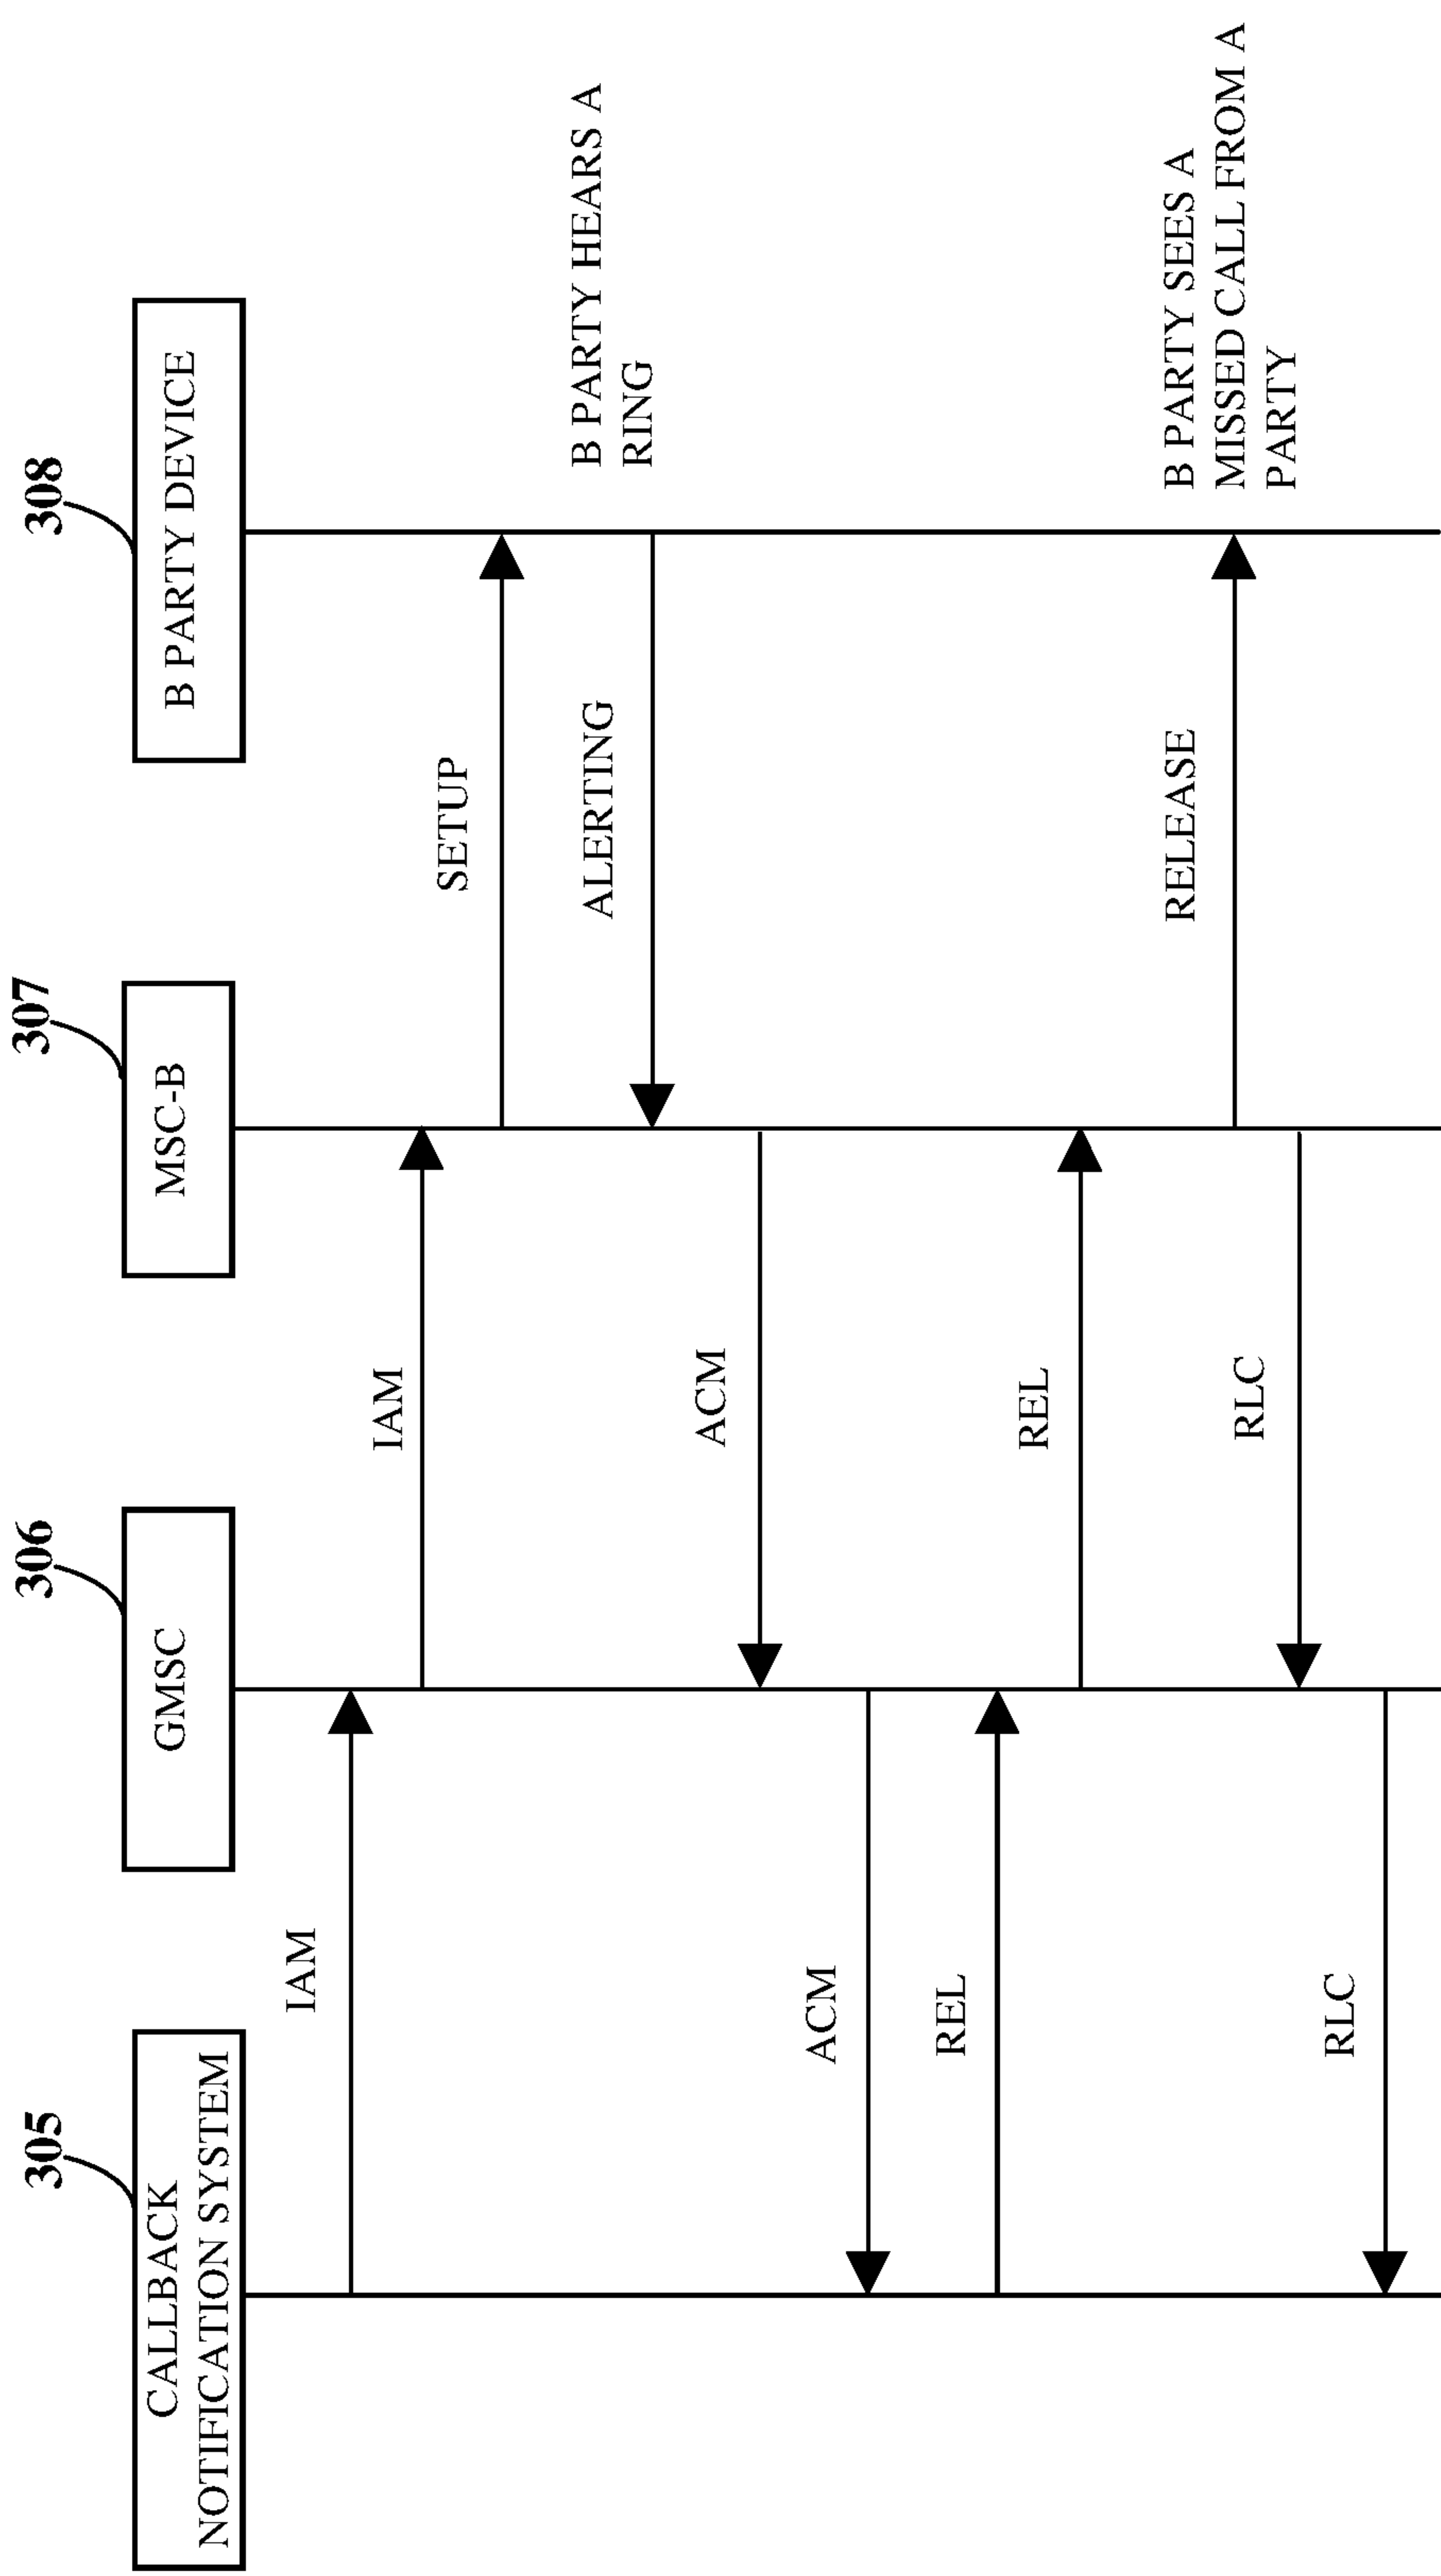 305
306
307
308
CALLBACK
NOTIFICATION SYSTEM
GMSC
MSC-B
B PARTY DEVICE
IAM
IAM
SETUP
B PARTY HEARS A
RING
ALERTING
ACM
ACM
REL
REL
B PARTY SEES A
MISSED CALL FROM A
PARTY
RELEASE
RLC
RLC